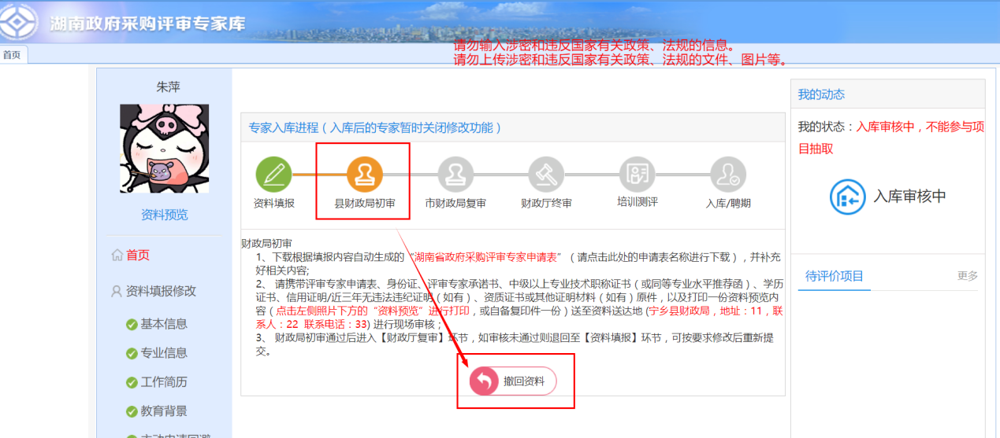 湖南政府采购评审专家库
请勿输入涉密和违反国家有关政策、法规的信息。
请勿上传涉密和违反国家有关政策、法规的文件、图片等。
首页
朱萍
资料预览
首页
资料填报修改
基本信息
专业信息
工作简历
教育背景
专家入库进程（入库后的专家暂时关闭修改功能）
资料填报
县财政局初审
市财政局复审
财政厅终审
培训测评
入库/聘期
财政局初审
1、下载根据填报内容自动生成的“湖南省政府采购评审专家申请表”（请点击此处的申请表名称进行下载），并补充
好相关内容;
2、 请携带评审专家申请表、身份证、评审专家承诺书、中级以上专业技术职称证书（或同等专业水平推荐函）、学历
证书、信用证明/近三年无违法违纪证明（如有）、资质证书或其他证明材料（如有）原件，以及打印一份资料预览内
容（点击左侧照片下方的“资料预览”进行打印，或自备复印件一份）送至资料送达地 (宁乡县财政局，地址：11，联
系人：22 联系电话：33) 进行现场审核；
3、 财政局初审通过后进入【财政厅复审】环节，如审核未通过则退回至【资料填报】环节，可按要求修改后重新提
交。
撤回资料
我的动态
我的状态：入库审核中，不能参与项
目抽取
入库审核中
待评价项目
更多